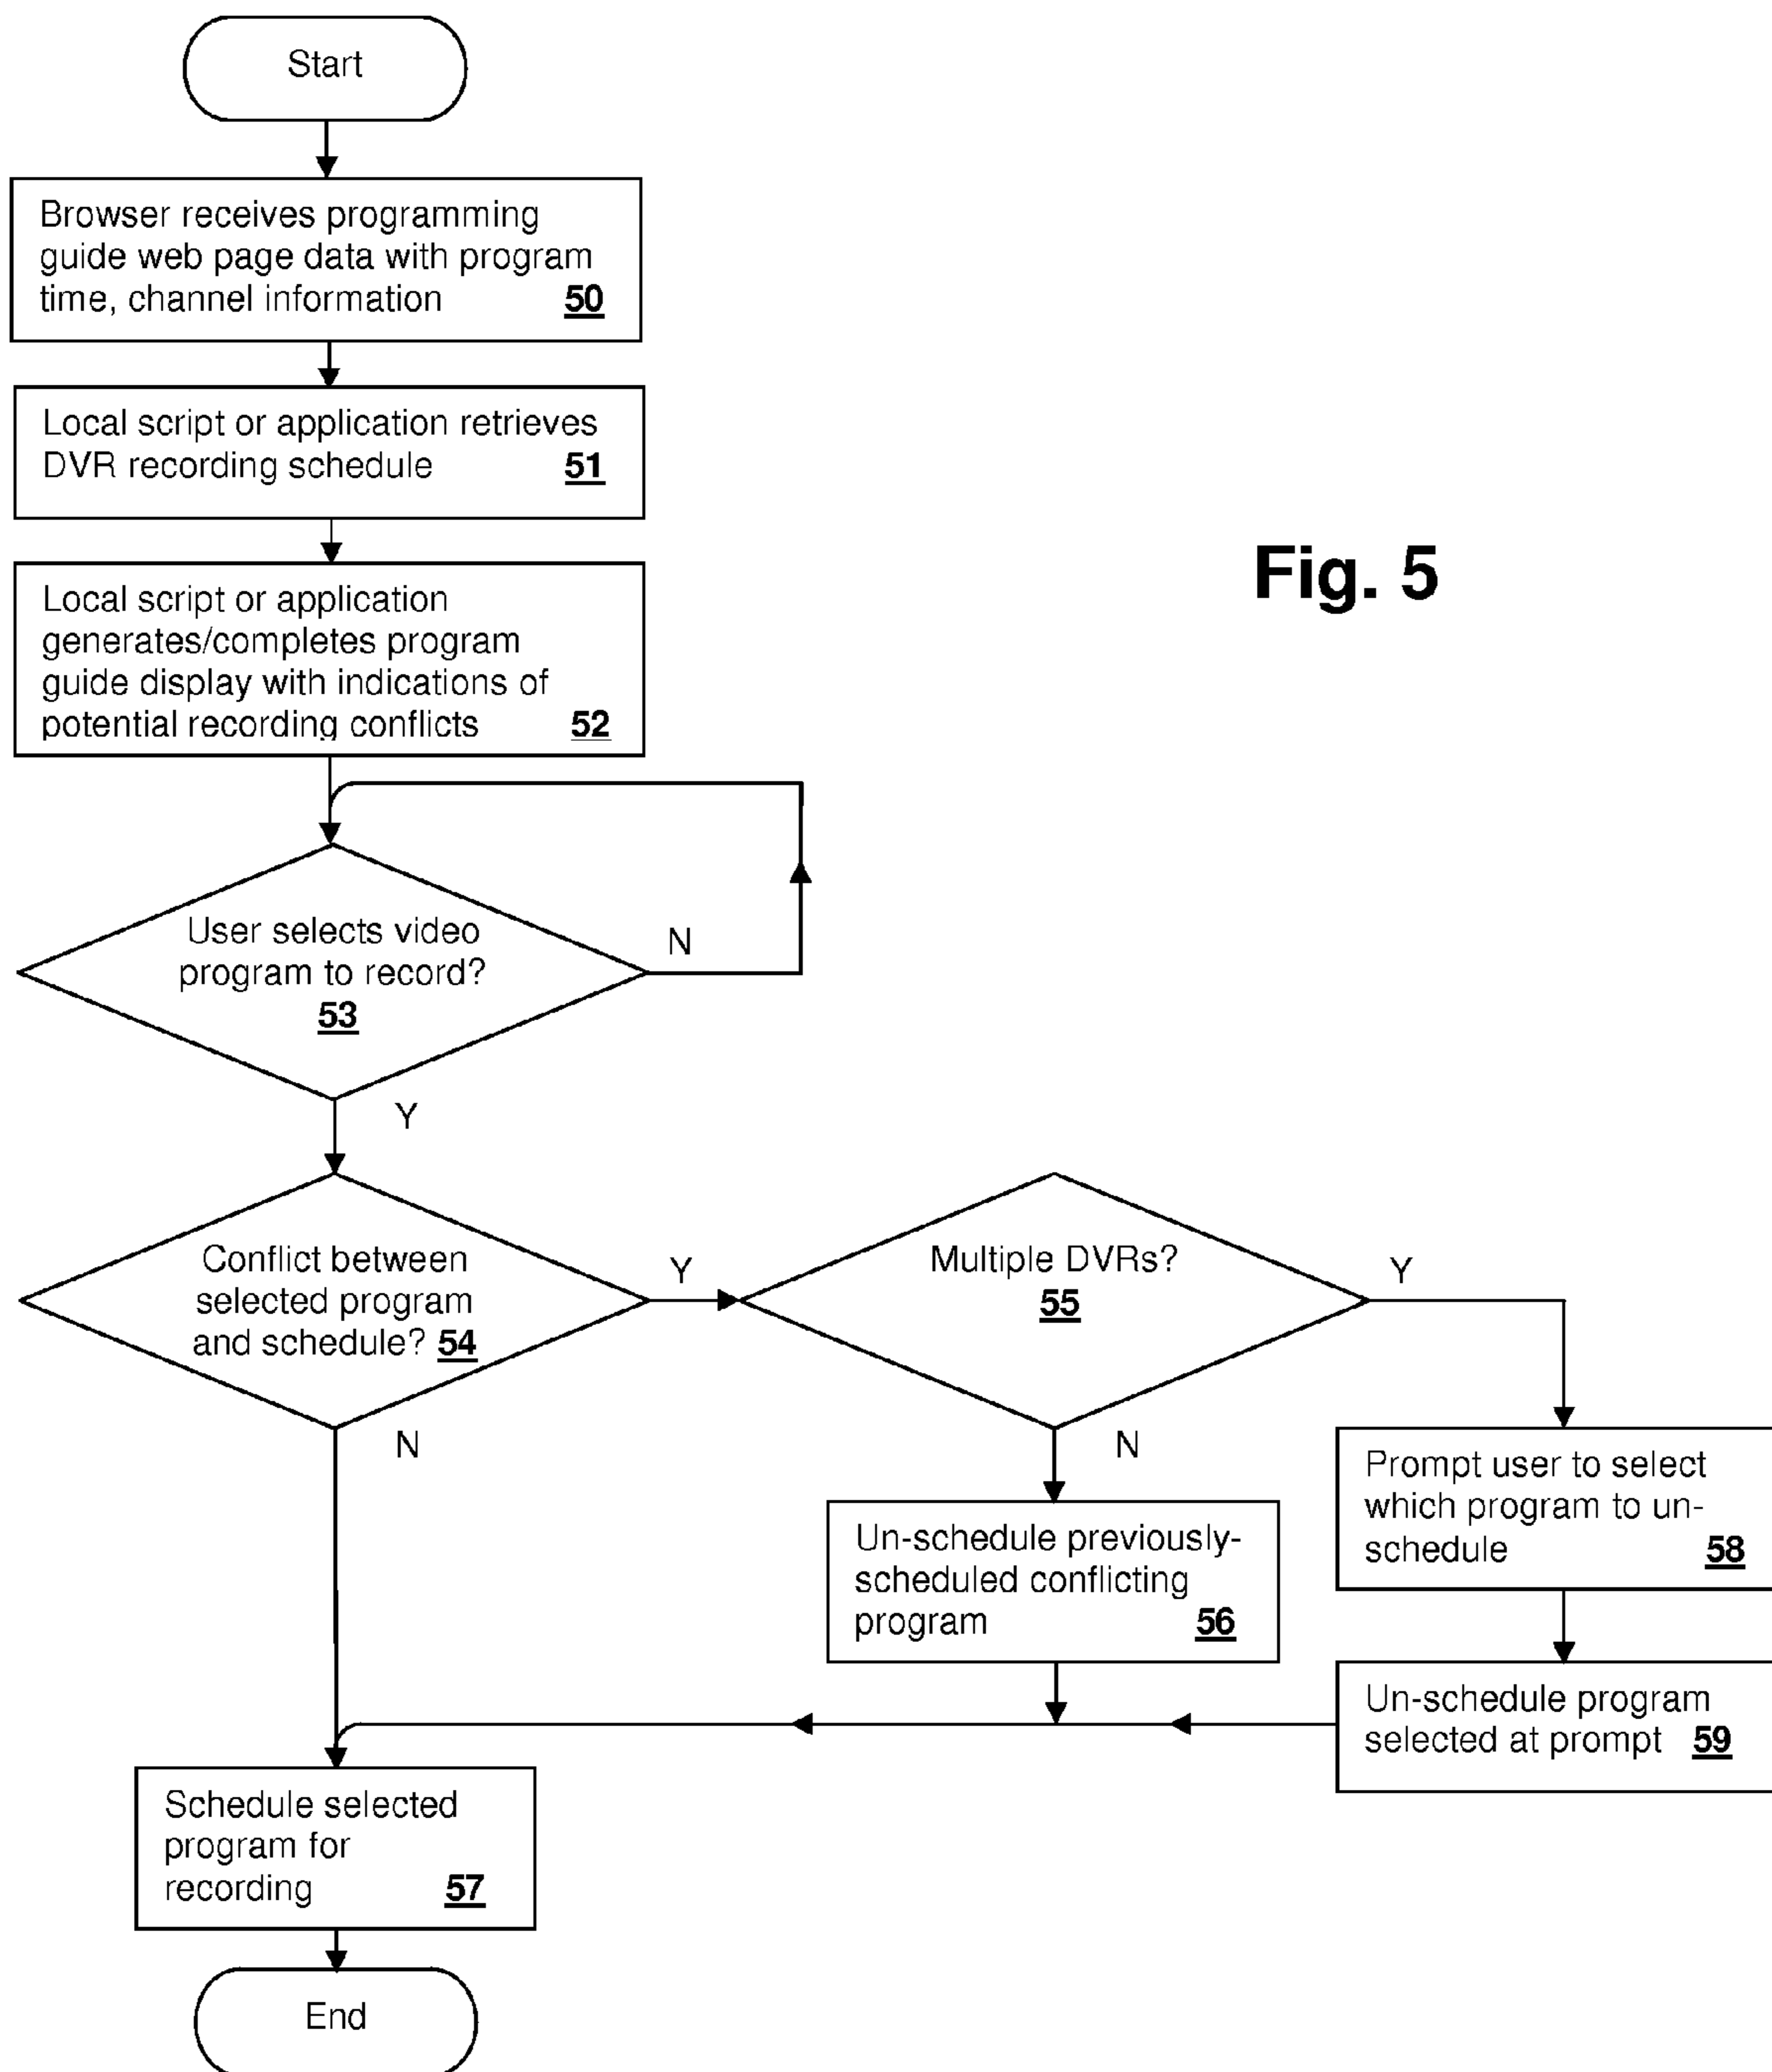 Start
Browser receives programming
guide web page data with program
time, channel information 50
Local script or application retrieves
DVR recording schedule 51
Local script or application
generates/completes program
guide display with indications of
potential recording conflicts 52
Fig. 5
User selects video
program to record?
53
N
Y
Conflict between
selected program
and schedule? 54
Y
N
Multiple DVRs?
55
Y
N
Un-schedule previously-
scheduled conflicting
program 56
Prompt user to select
which program to un-
schedule 58
Un-schedule program
selected at prompt 59
Schedule selected
program for
recording 57
End